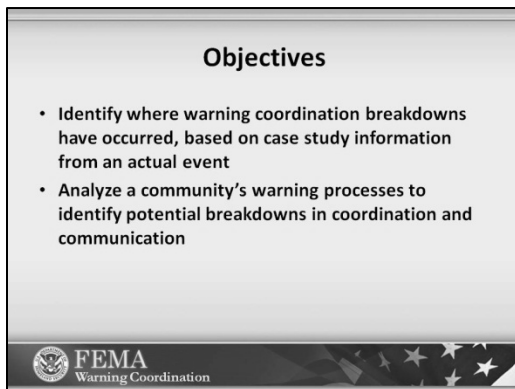 Objectives
• Identify where warning coordination breakdowns
have occurred, based on case study information
from an actual event
• Analyze a community's warning processes to
identify potential breakdowns in coordination and
communication
FEMA
Warning Coordination